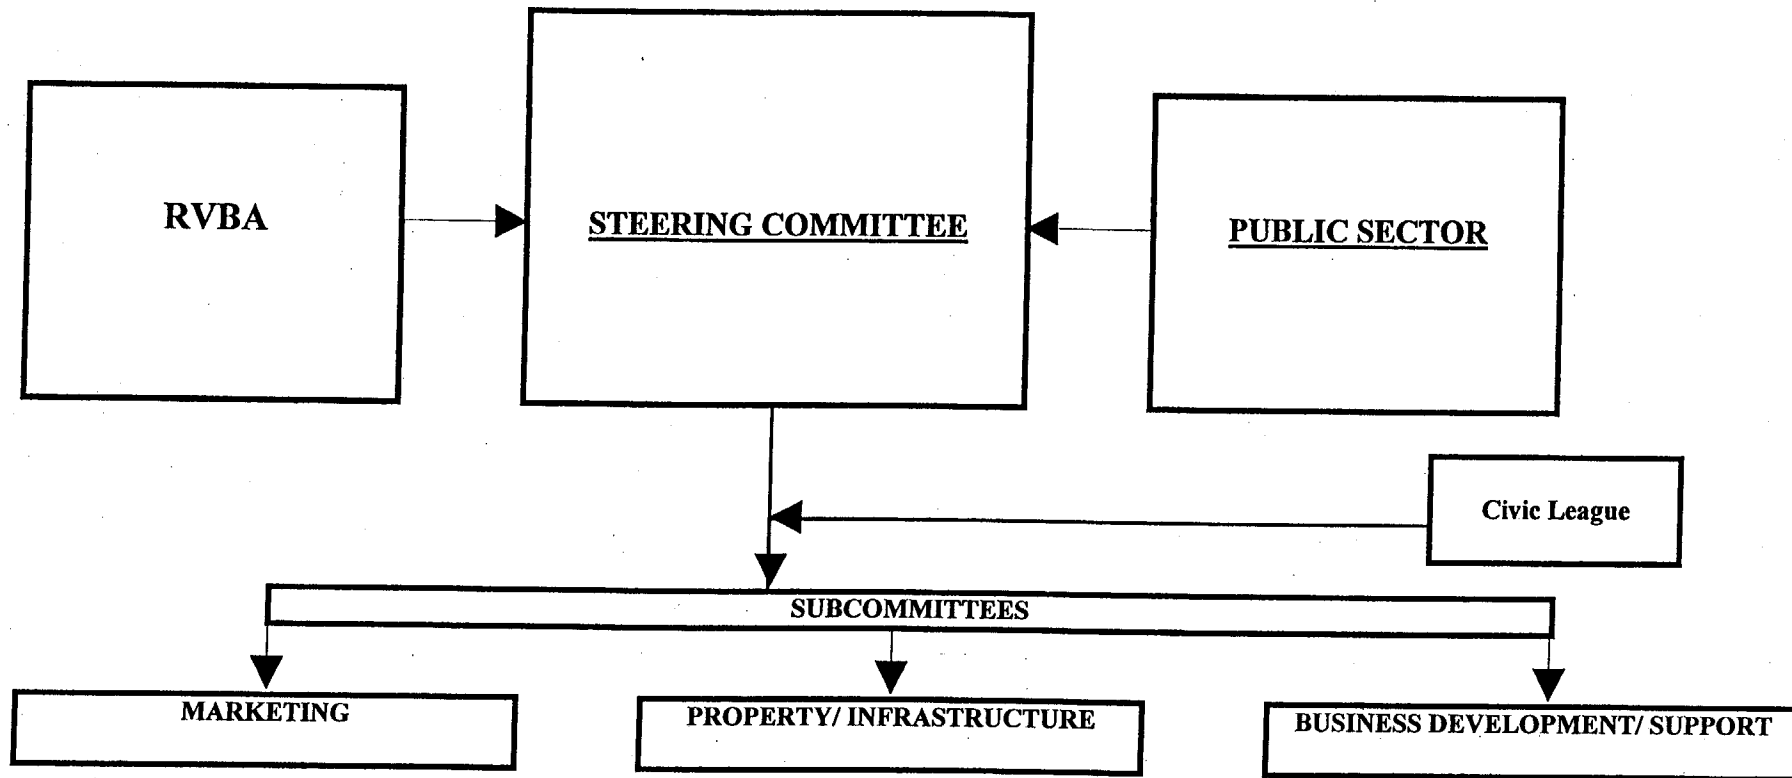 RVBA
STEERING COMMITTEE
PUBLIC SECTOR
Civic League
SUBCOMMITTEES
MARKETING
PROPERTY/ INFRASTRUCTURE
BUSINESS DEVELOPMENT/ SUPPORT